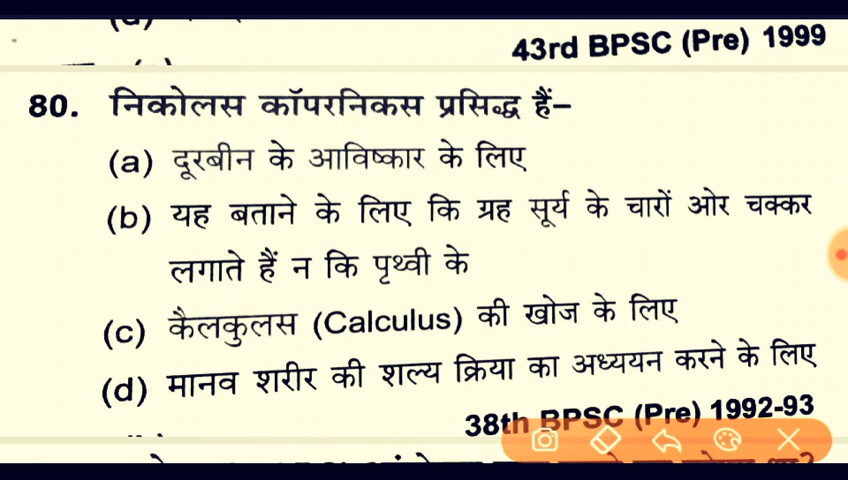 43rd BPSC (Pre) 1999
80. निकोलस कॉपरनिकस प्रसिद्ध हैं–
(a) दूरबीन के आविष्कार के लिए
(b) यह बताने के लिए कि ग्रह सूर्य के चारों ओर चक्कर
लगाते हैं न कि पृथ्वी के
(c) कैलकुलस (Calculus) की खोज के लिए
(d) मानव शरीर की शल्य क्रिया का अध्ययन करने के लिए
38th BPSC (Pre) 1992-93